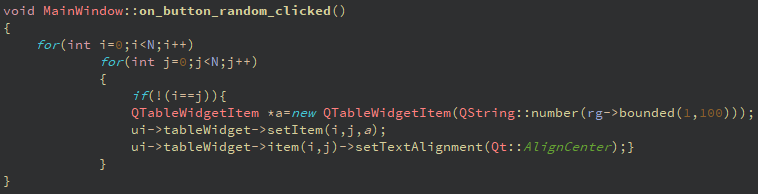 void MainWindow::on_button_random_clicked()
{
    for(int i=0;i<N;i++)
            for(int j=0;j<N;j++)
            {
                if(!(i==j)){
                QTableWidgetItem *a=new QTableWidgetItem(QString::number(rg->bounded(1,100)));
                ui->tableWidget->setItem(i,j,a);
                ui->tableWidget->item(i,j)->setTextAlignment(Qt::AlignCenter);}
            }
}